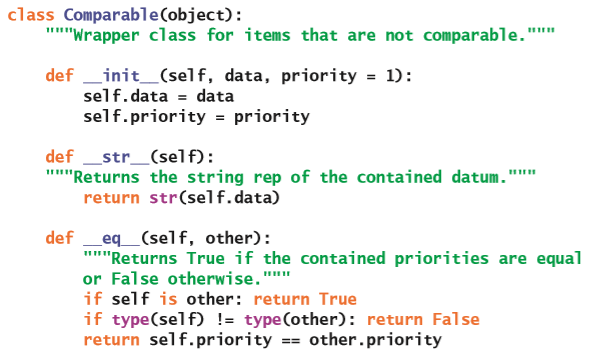 class Comparable(object):
    """Wrapper class for items that are not comparable."""

    def __init__(self, data, priority = 1):
        self.data = data
        self.priority = priority

    def __str__(self):
    """Returns the string rep of the contained datum."""
        return str(self.data)

    def __eq__(self, other):
        """Returns True if the contained priorities are equal
        or False otherwise."""
        if self is other: return True
        if type(self) != type(other): return False
        return self.priority == other.priority